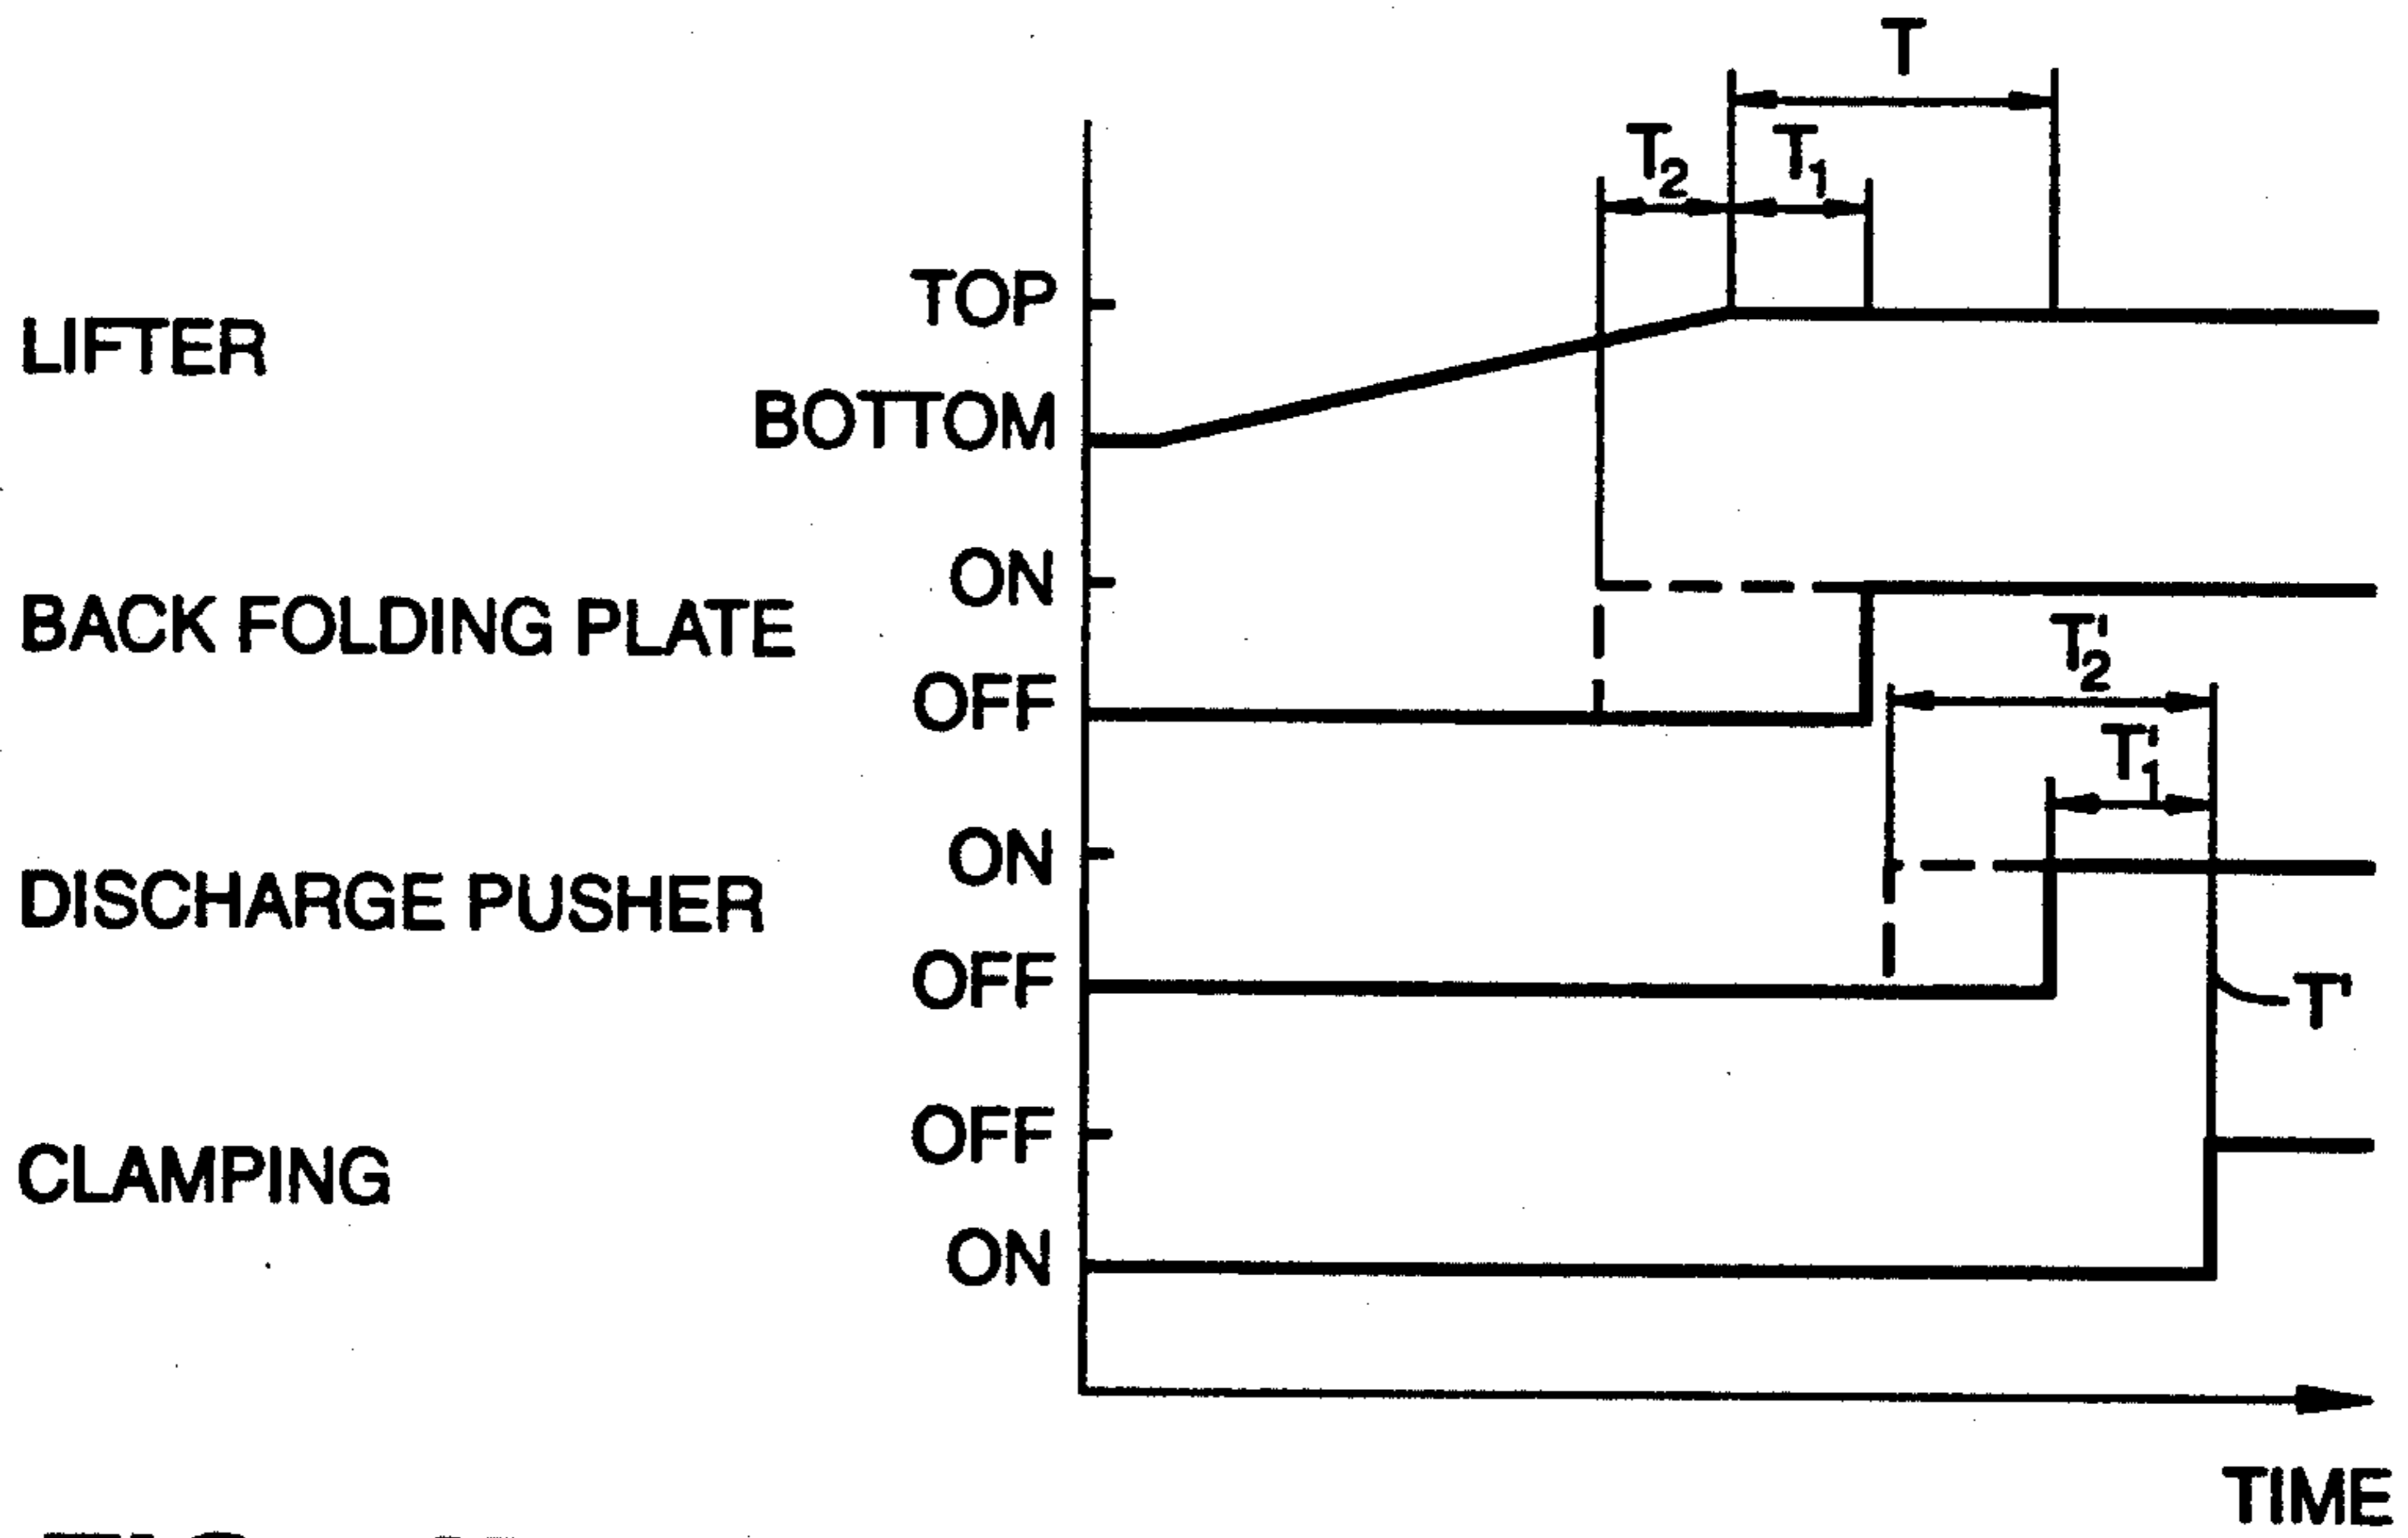 T
T2 T1
TOP
LIFTER
BOTTOM
ON
BACK FOLDING PLATE
T'2
OFF
T'1
ON
DISCHARGE PUSHER
OFF
T'
OFF
CLAMPING
ON
TIME